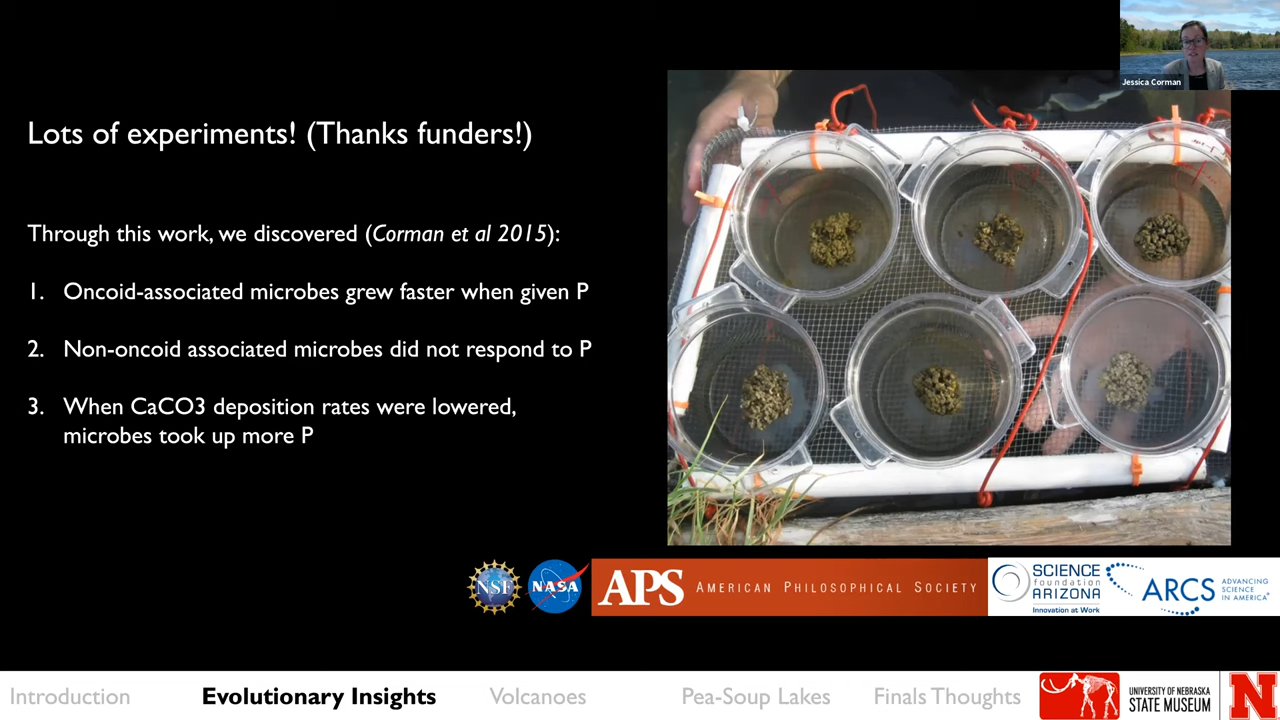 Jessica Corman
Lots of experiments! (Thanks funders!)
Through this work, we discovered (Corman et al 2015):
1. Oncoid-associated microbes grew faster when given P
2. Non-oncoid associated microbes did not respond to P
3. When CaCO3 deposition rates were lowered,
microbes took up more P
NSF
NASA
APS AMERICAN PHILOSOPHICAL SOCIETY
SCIENCE
foundation
ARIZONA
Innovation at Work
ARCS
ADVANCING
SCIENCE
IN AMERICA
Introduction
Evolutionary Insights
Volcanoes
Pea-Soup Lakes
Finals Thoughts
UNIVERSITY OF NEBRASKA
STATE MUSEUM
N